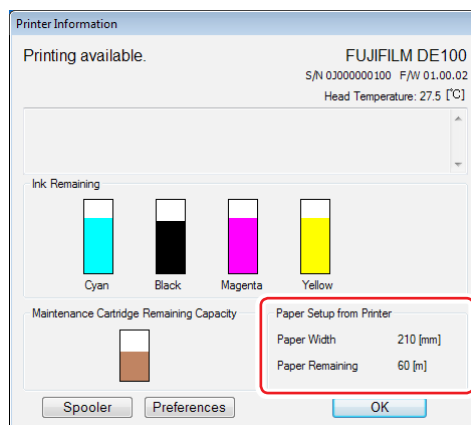 Printer Information
Printing available.
FUJIFILM DE100
S/N 0J000000100 F/W 01.00.02
Head Temperature: 27.5 [℃]
Ink Remaining
Cyan Black Magenta Yellow
Maintenance Cartridge Remaining Capacity
Paper Setup from Printer
Paper Width 210 [mm]
Paper Remaining 60 [m]
Spooler Preferences OK